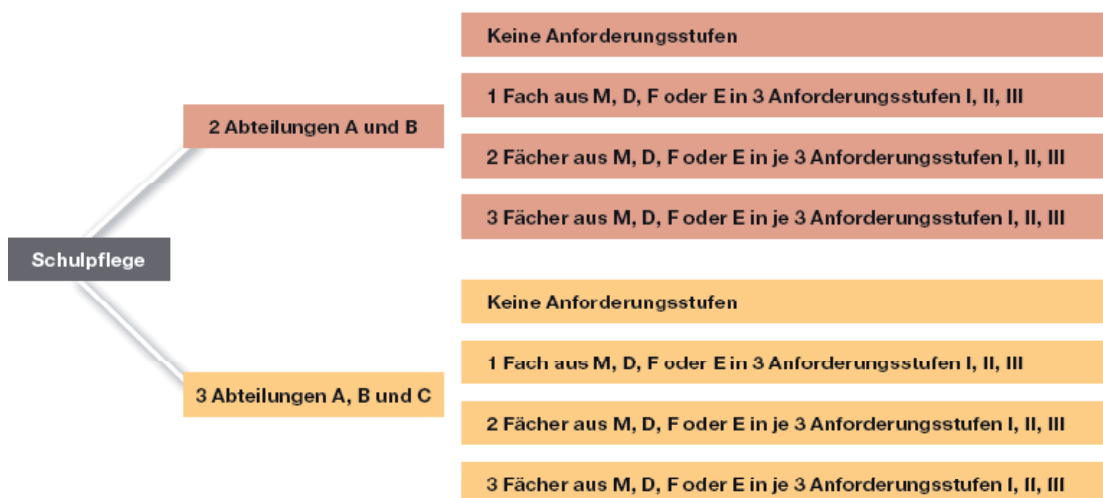 Keine Anforderungsstufen
1 Fach aus M, D, F oder E in 3 Anforderungsstufen I, II, III
2 Abteilungen A und B
2 Fächer aus M, D, F oder E in je 3 Anforderungsstufen I, II, III
3 Fächer aus M, D, F oder E in je 3 Anforderungsstufen I, II, III
Schulpflege
Keine Anforderungsstufen
1 Fach aus M, D, F oder E in 3 Anforderungsstufen I, II, III
3 Abteilungen A, B und C
2 Fächer aus M, D, F oder E in je 3 Anforderungsstufen I, II, III
3 Fächer aus M, D, F oder E in je 3 Anforderungsstufen I, II, III